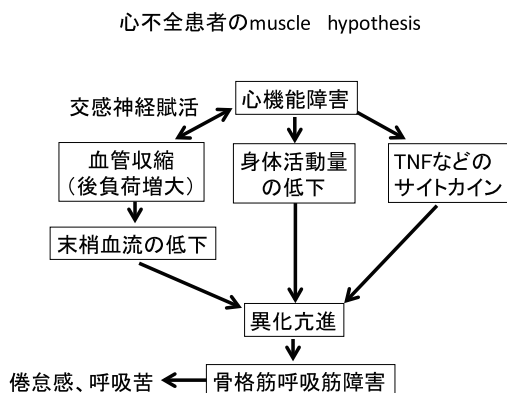 心不全患者のmuscle hypothesis
心機能障害
交感神経賦活
血管収縮
（後負荷増大）
身体活動量
の低下
TNFなどの
サイトカイン
末梢血流の低下
異化亢進
倦怠感、呼吸苦
骨格筋呼吸筋障害